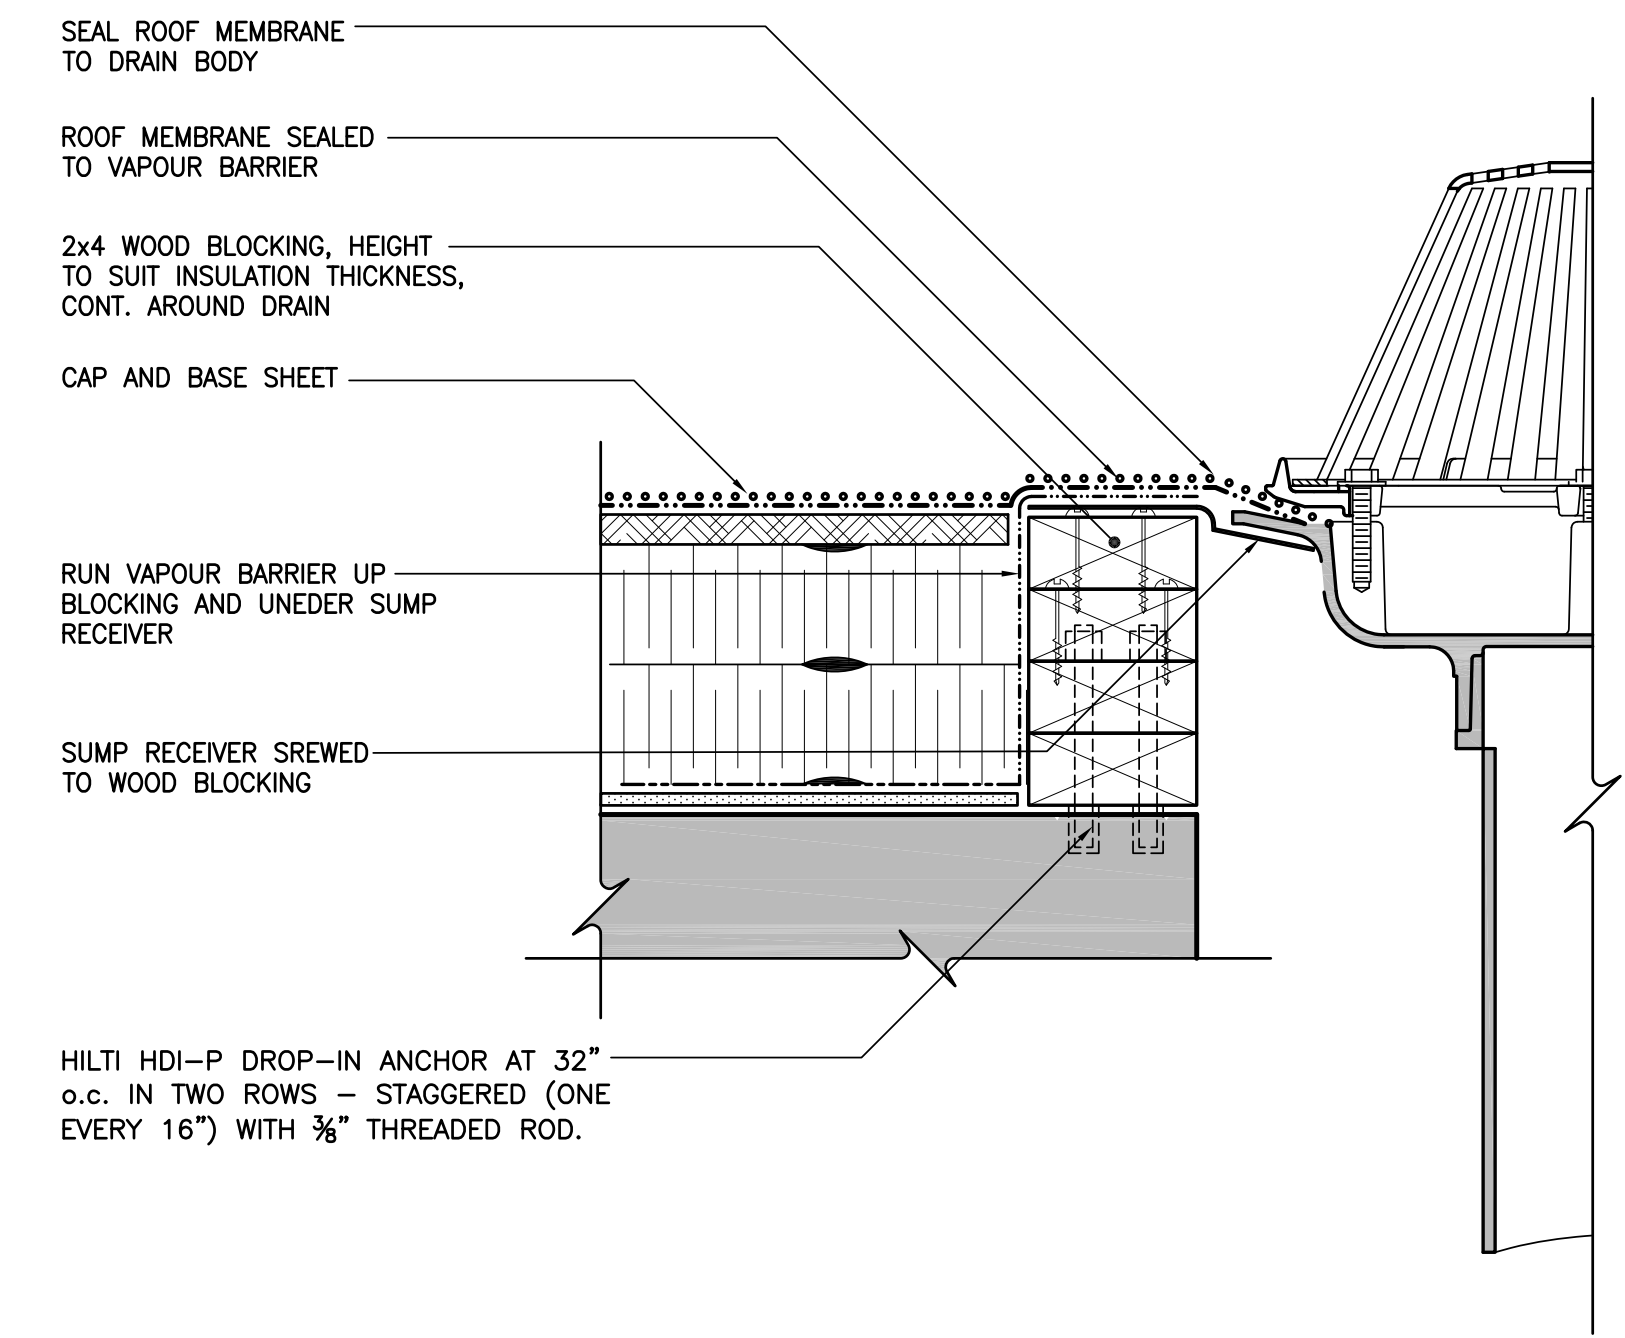 SEAL ROOF MEMBRANE
TO DRAIN BODY
ROOF MEMBRANE SEALED
TO VAPOUR BARRIER
2x4 WOOD BLOCKING, HEIGHT
TO SUIT INSULATION THICKNESS,
CONT. AROUND DRAIN
CAP AND BASE SHEET
RUN VAPOUR BARRIER UP
BLOCKING AND UNEDER SUMP
RECEIVER
SUMP RECEIVER SREWED
TO WOOD BLOCKING
HILTI HDI–P DROP–IN ANCHOR AT 32"
o.c. IN TWO ROWS – STAGGERED (ONE
EVERY 16") WITH ⅜" THREADED ROD.